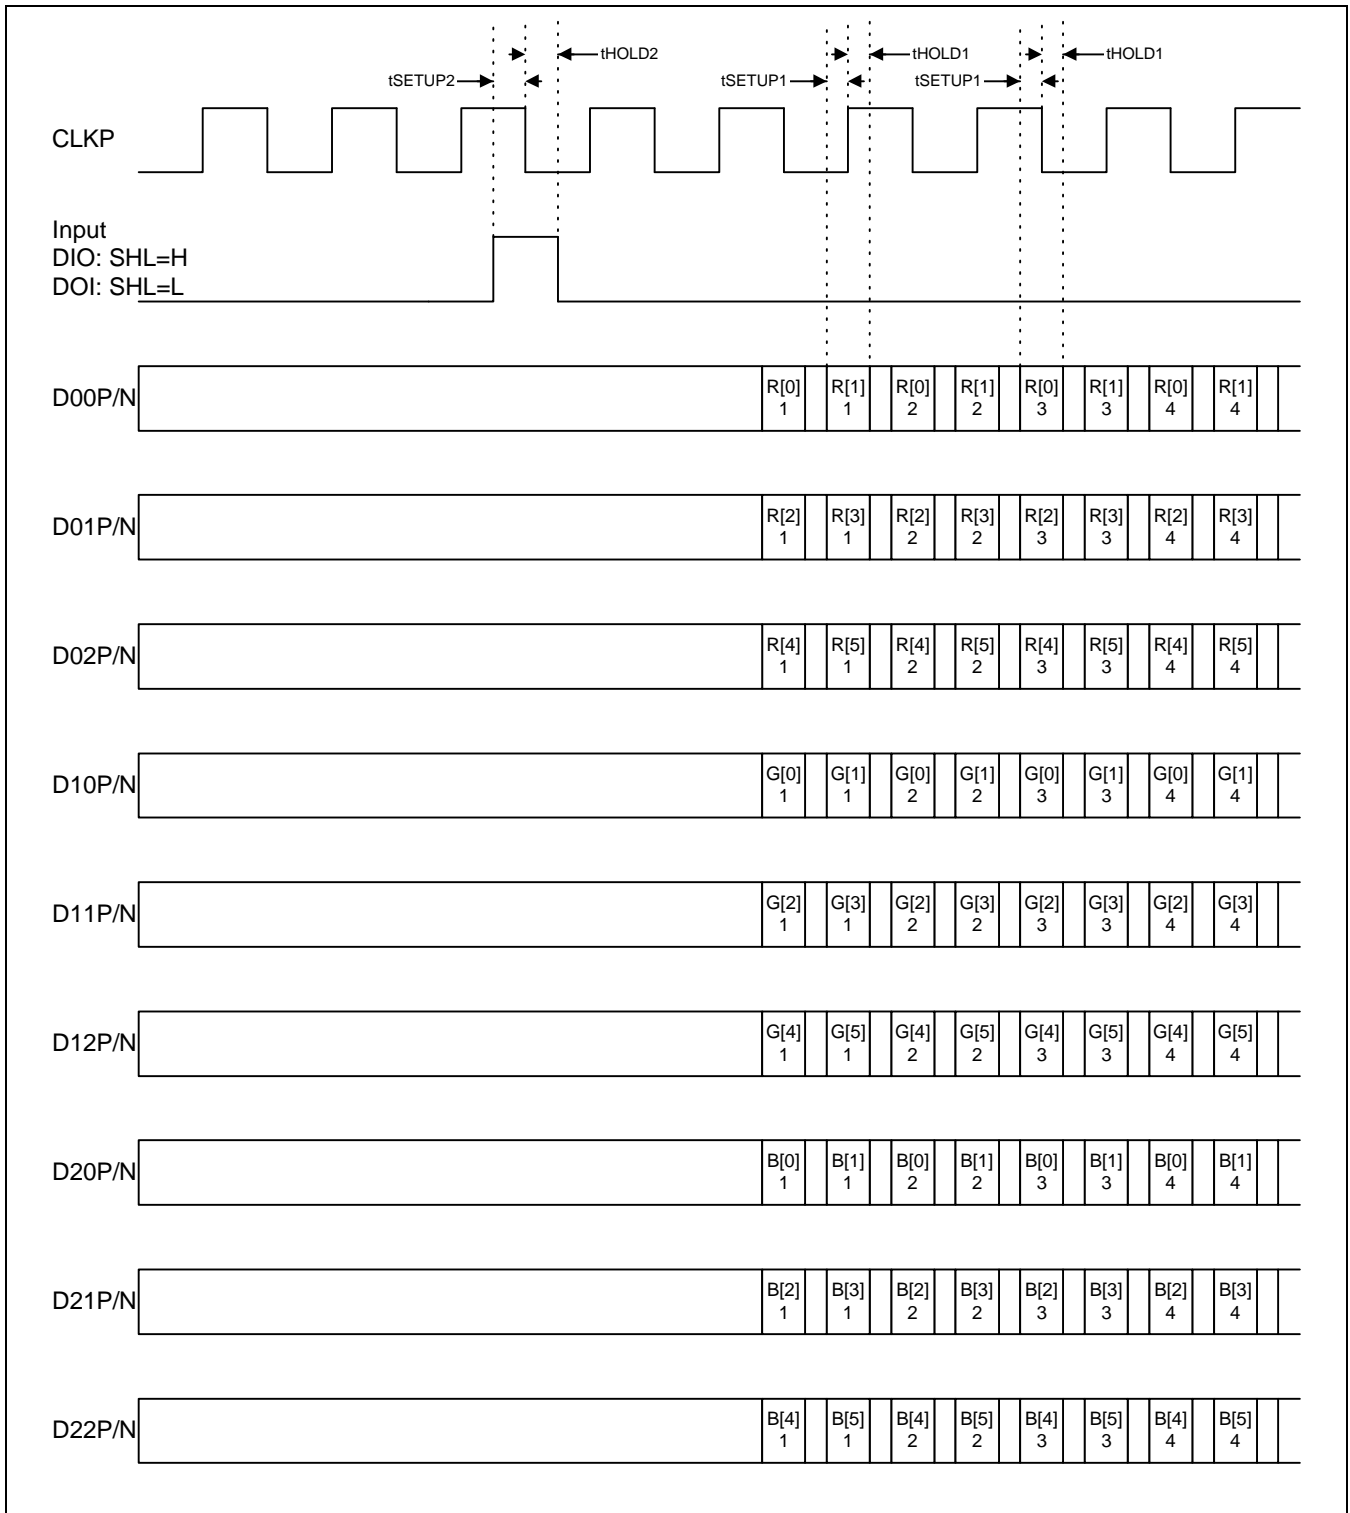 tHOLD2 tHOLD1 tHOLD1
tSETUP2 tSETUP1 tSETUP1
CLKP
Input
DIO: SHL=H
DOI: SHL=L
D00P/N R[0] R[1] R[0] R[1] R[0] R[1] R[0] R[1]
1 1 2 2 3 3 4 4
D01P/N R[2] R[3] R[2] R[3] R[2] R[3] R[2] R[3]
1 1 2 2 3 3 4 4
D02P/N R[4] R[5] R[4] R[5] R[4] R[5] R[4] R[5]
1 1 2 2 3 3 4 4
D10P/N G[0] G[1] G[0] G[1] G[0] G[1] G[0] G[1]
1 1 2 2 3 3 4 4
D11P/N G[2] G[3] G[2] G[3] G[2] G[3] G[2] G[3]
1 1 2 2 3 3 4 4
D12P/N G[4] G[5] G[4] G[5] G[4] G[5] G[4] G[5]
1 1 2 2 3 3 4 4
D20P/N B[0] B[1] B[0] B[1] B[0] B[1] B[0] B[1]
1 1 2 2 3 3 4 4
D21P/N B[2] B[3] B[2] B[3] B[2] B[3] B[2] B[3]
1 1 2 2 3 3 4 4
D22P/N B[4] B[5] B[4] B[5] B[4] B[5] B[4] B[5]
1 1 2 2 3 3 4 4